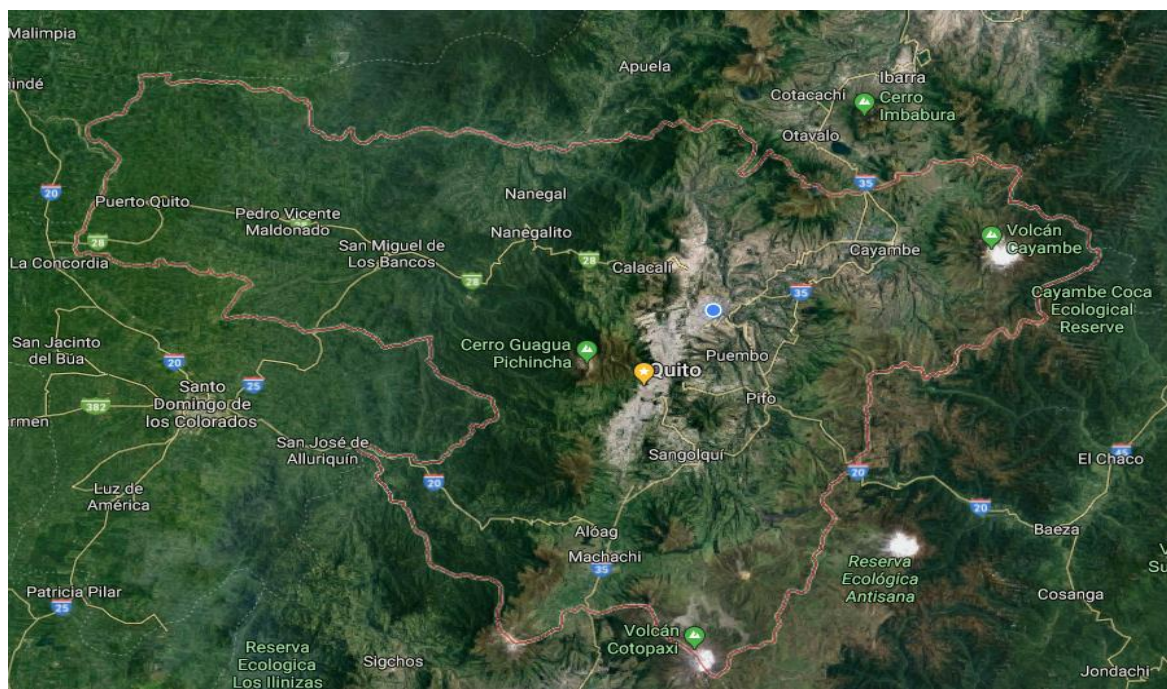 Malimpia
Apuela
Ibarra
Cotacachi
Cerro
Imbabura
Otavalo
20
35
Nanegal
Puerto Quito
Pedro Vicente
Maldonado
Nanegalito
28
28
San Miguel de
Los Bancos
28
28
Calacalí
Cayambe
Volcán
Cayambe
La Concordia
35
Cayambe Coca
Ecological
Reserve
San Jacinto
del Búa
Cerro Guagua
Pichincha
Puembo
20
Quito
25
Santo
Domingo de
los Colorados
382
Pifo
San José de
Alluriquín
Sangolquí
45
El Chaco
20
20
Luz de
América
20
Baeza
Alóag
Machachi
35
Reserva
Ecológica
Antisana
Patricia Pilar
25
Cosanga
Volcán
Cotopaxi
Reserva
Ecologica
Los Ilinizas
Sigchos
Jondachi